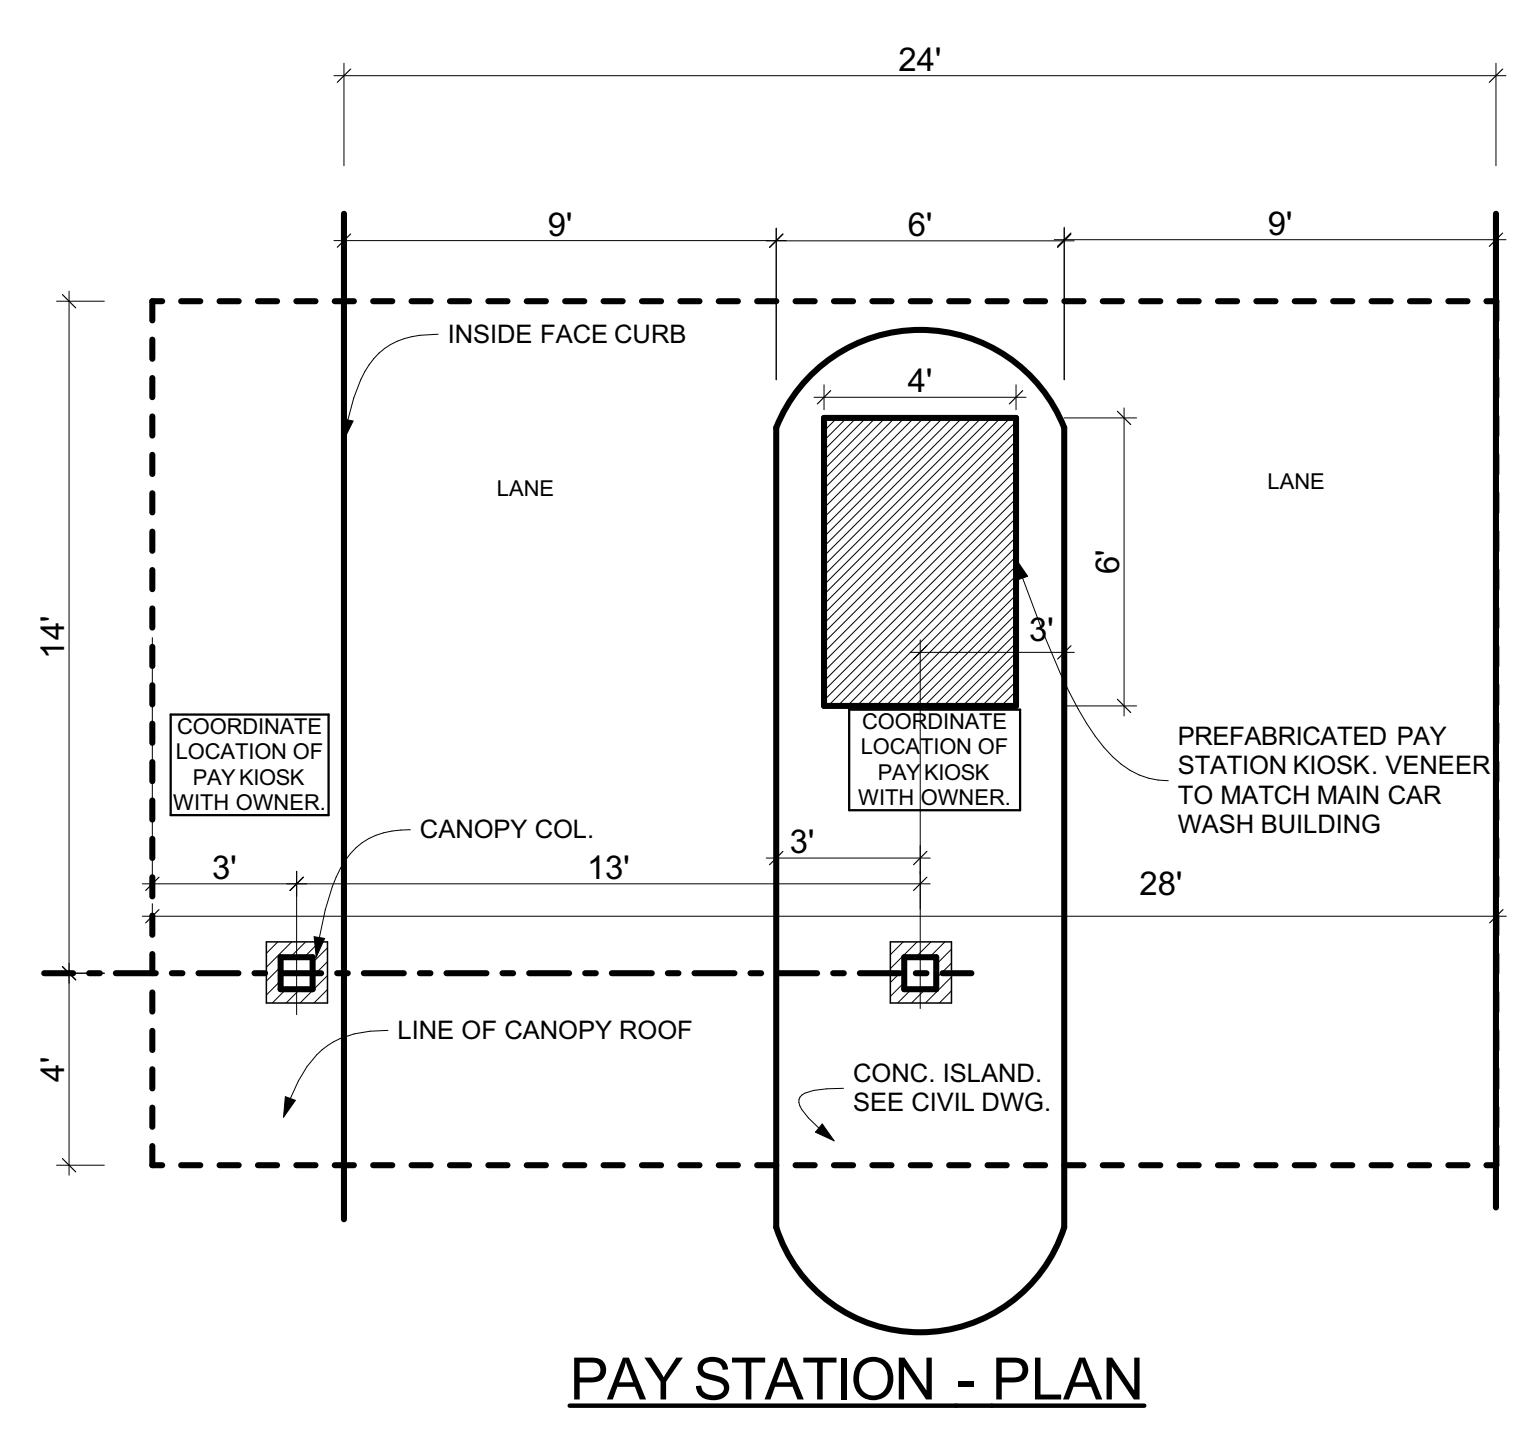 24'
9'
6'
9'
INSIDE FACE CURB
4'
LANE
LANE
6'
14'
3'
COORDINATE
LOCATION OF
PAY KIOSK
WITH OWNER.
COORDINATE
LOCATION OF
PAY KIOSK
WITH OWNER.
PREFABRICATED PAY
STATION KIOSK. VENEER
TO MATCH MAIN CAR
WASH BUILDING
CANOPY COL.
3'
3'
13'
28'
LINE OF CANOPY ROOF
4'
CONC. ISLAND.
SEE CIVIL DWG.
PAY STATION - PLAN